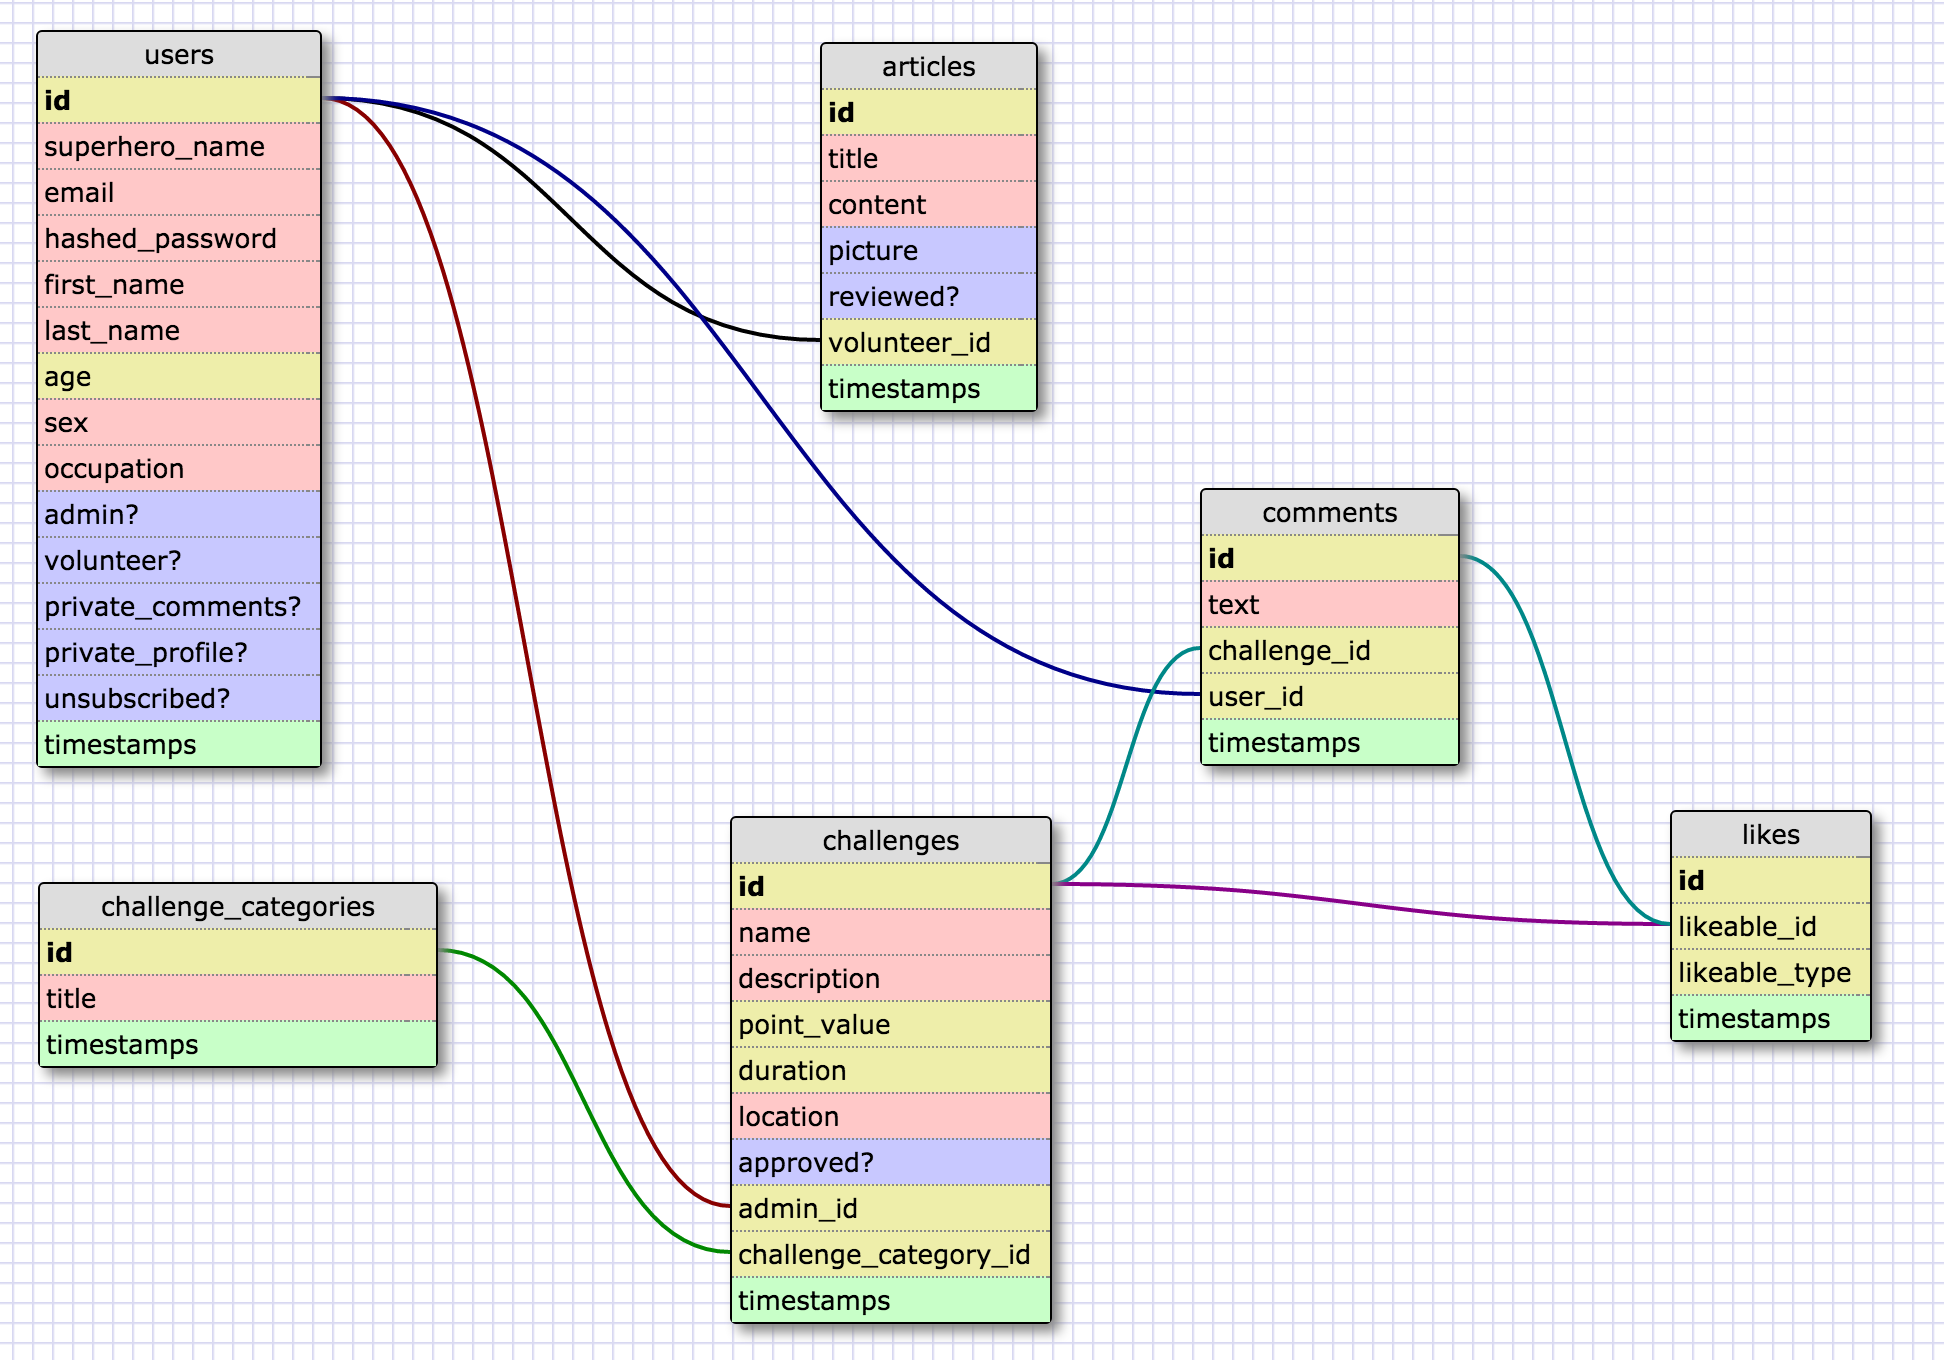 users
id
superhero_name
email
hashed_password
first_name
last_name
age
sex
occupation
admin?
volunteer?
private_comments?
private_profile?
unsubscribed?
timestamps
articles
id
title
content
picture
reviewed?
volunteer_id
timestamps
comments
id
text
challenge_id
user_id
timestamps
challenge_categories
id
title
timestamps
challenges
id
name
description
point_value
duration
location
approved?
admin_id
challenge_category_id
timestamps
likes
id
likeable_id
likeable_type
timestamps